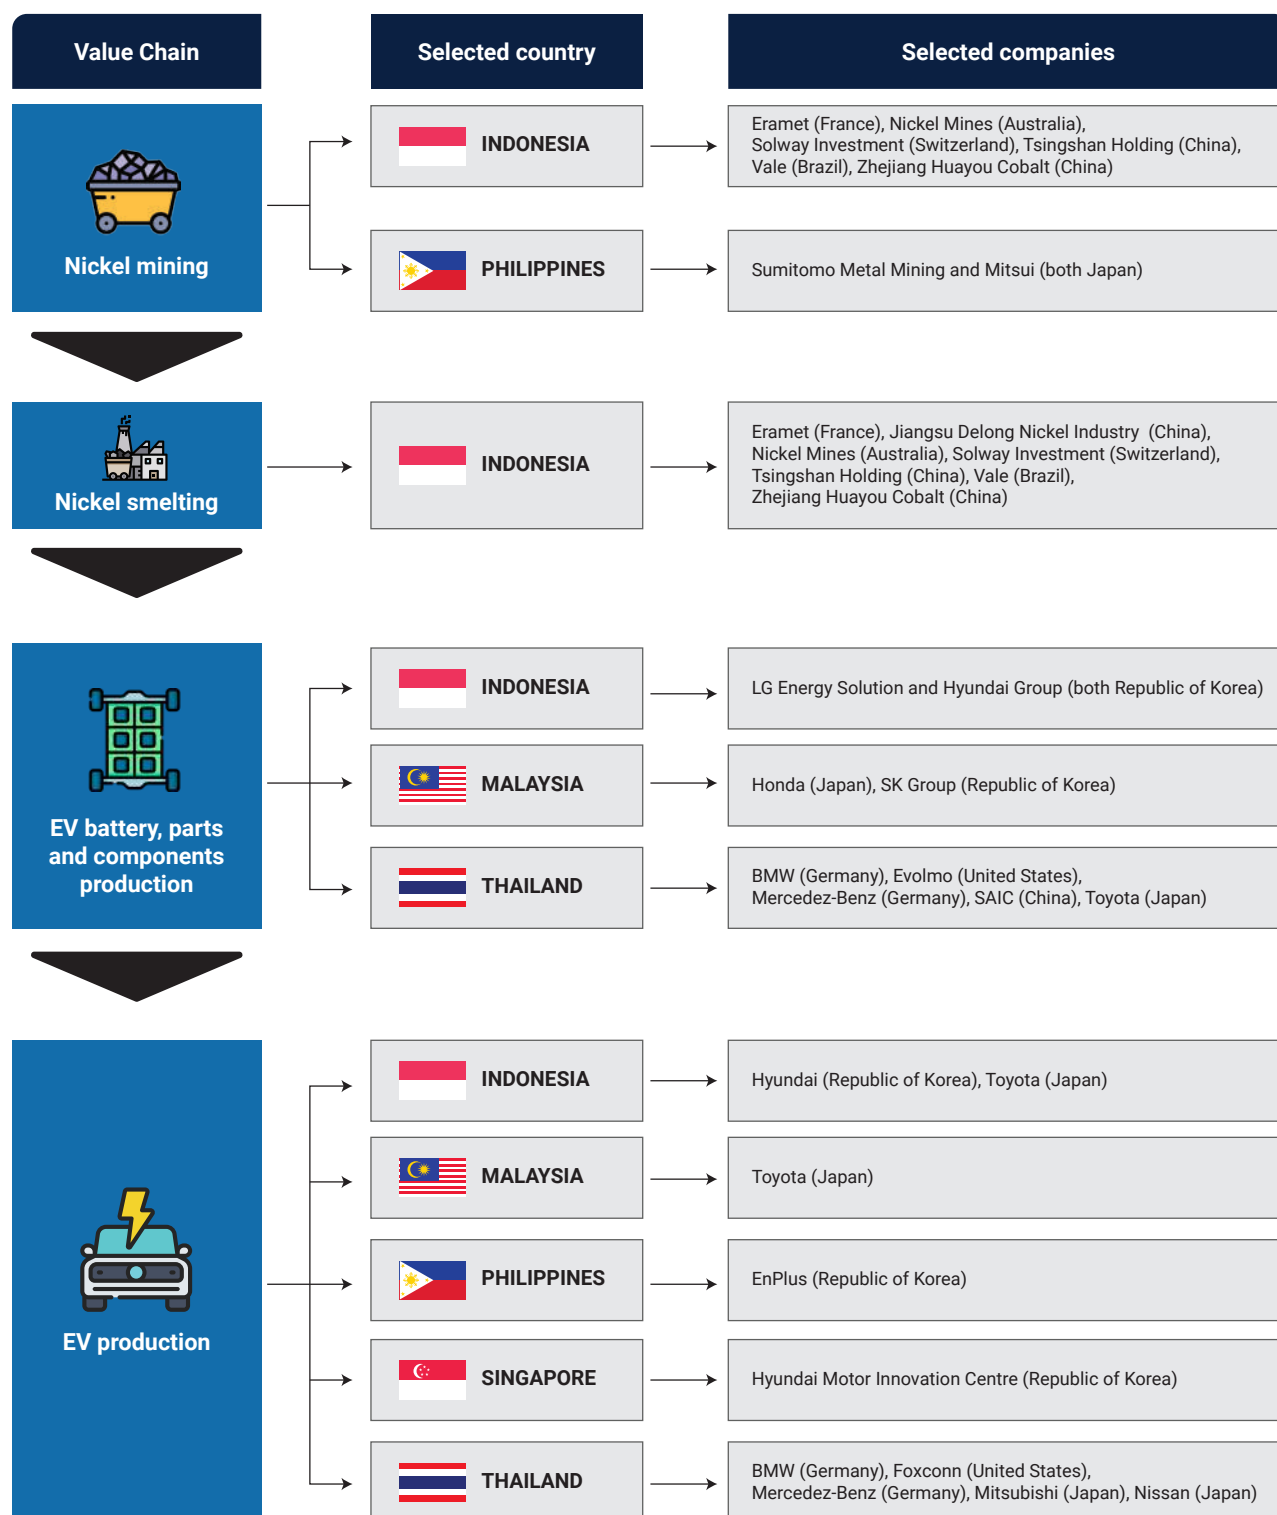 Value Chain
Selected country
Selected companies
Nickel mining
INDONESIA
Eramet (France), Nickel Mines (Australia),
Solway Investment (Switzerland), Tsingshan Holding (China),
Vale (Brazil), Zhejiang Huayou Cobalt (China)
PHILIPPINES
Sumitomo Metal Mining and Mitsui (both Japan)
Nickel smelting
INDONESIA
Eramet (France), Jiangsu Delong Nickel Industry (China),
Nickel Mines (Australia), Solway Investment (Switzerland),
Tsingshan Holding (China), Vale (Brazil),
Zhejiang Huayou Cobalt (China)
EV battery, parts
and components
production
INDONESIA
LG Energy Solution and Hyundai Group (both Republic of Korea)
MALAYSIA
Honda (Japan), SK Group (Republic of Korea)
THAILAND
BMW (Germany), Evolmo (United States),
Mercedez-Benz (Germany), SAIC (China), Toyota (Japan)
EV production
INDONESIA
Hyundai (Republic of Korea), Toyota (Japan)
MALAYSIA
Toyota (Japan)
PHILIPPINES
EnPlus (Republic of Korea)
SINGAPORE
Hyundai Motor Innovation Centre (Republic of Korea)
THAILAND
BMW (Germany), Foxconn (United States),
Mercedez-Benz (Germany), Mitsubishi (Japan), Nissan (Japan)